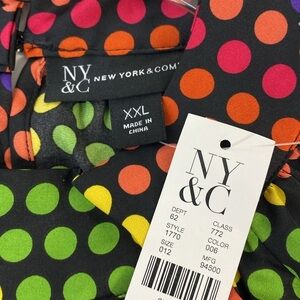 NY
&C NEW YORK & COM
XXL
MADE IN
CHINA
NY
&C
DEPT CLASS
62 772
STYLE COLOR
1770 006
SIZE MFG
012 94500